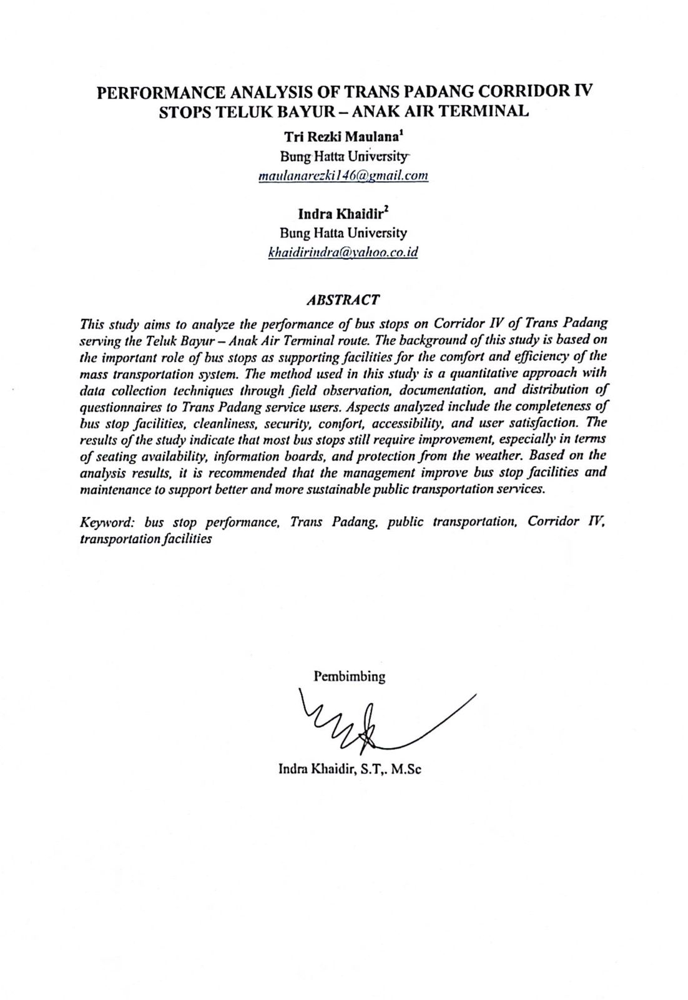 PERFORMANCE ANALYSIS OF TRANS PADANG CORRIDOR IV
STOPS TELUK BAYUR – ANAK AIR TERMINAL
Tri Rezki Maulana¹
Bung Hatta University
maulanarezki146@gmail.com
Indra Khaidir²
Bung Hatta University
khaidirindra@yahoo.co.id
ABSTRACT
This study aims to analyze the performance of bus stops on Corridor IV of Trans Padang
serving the Teluk Bayur – Anak Air Terminal route. The background of this study is based on
the important role of bus stops as supporting facilities for the comfort and efficiency of the
mass transportation system. The method used in this study is a quantitative approach with
data collection techniques through field observation, documentation, and distribution of
questionnaires to Trans Padang service users. Aspects analyzed include the completeness of
bus stop facilities, cleanliness, security, comfort, accessibility, and user satisfaction. The
results of the study indicate that most bus stops still require improvement, especially in terms
of seating availability, information boards, and protection from the weather. Based on the
analysis results, it is recommended that the management improve bus stop facilities and
maintenance to support better and more sustainable public transportation services.
Keyword: bus stop performance, Trans Padang, public transportation, Corridor IV,
transportation facilities
Pembimbing
Indra Khaidir, S.T,. M.Sc